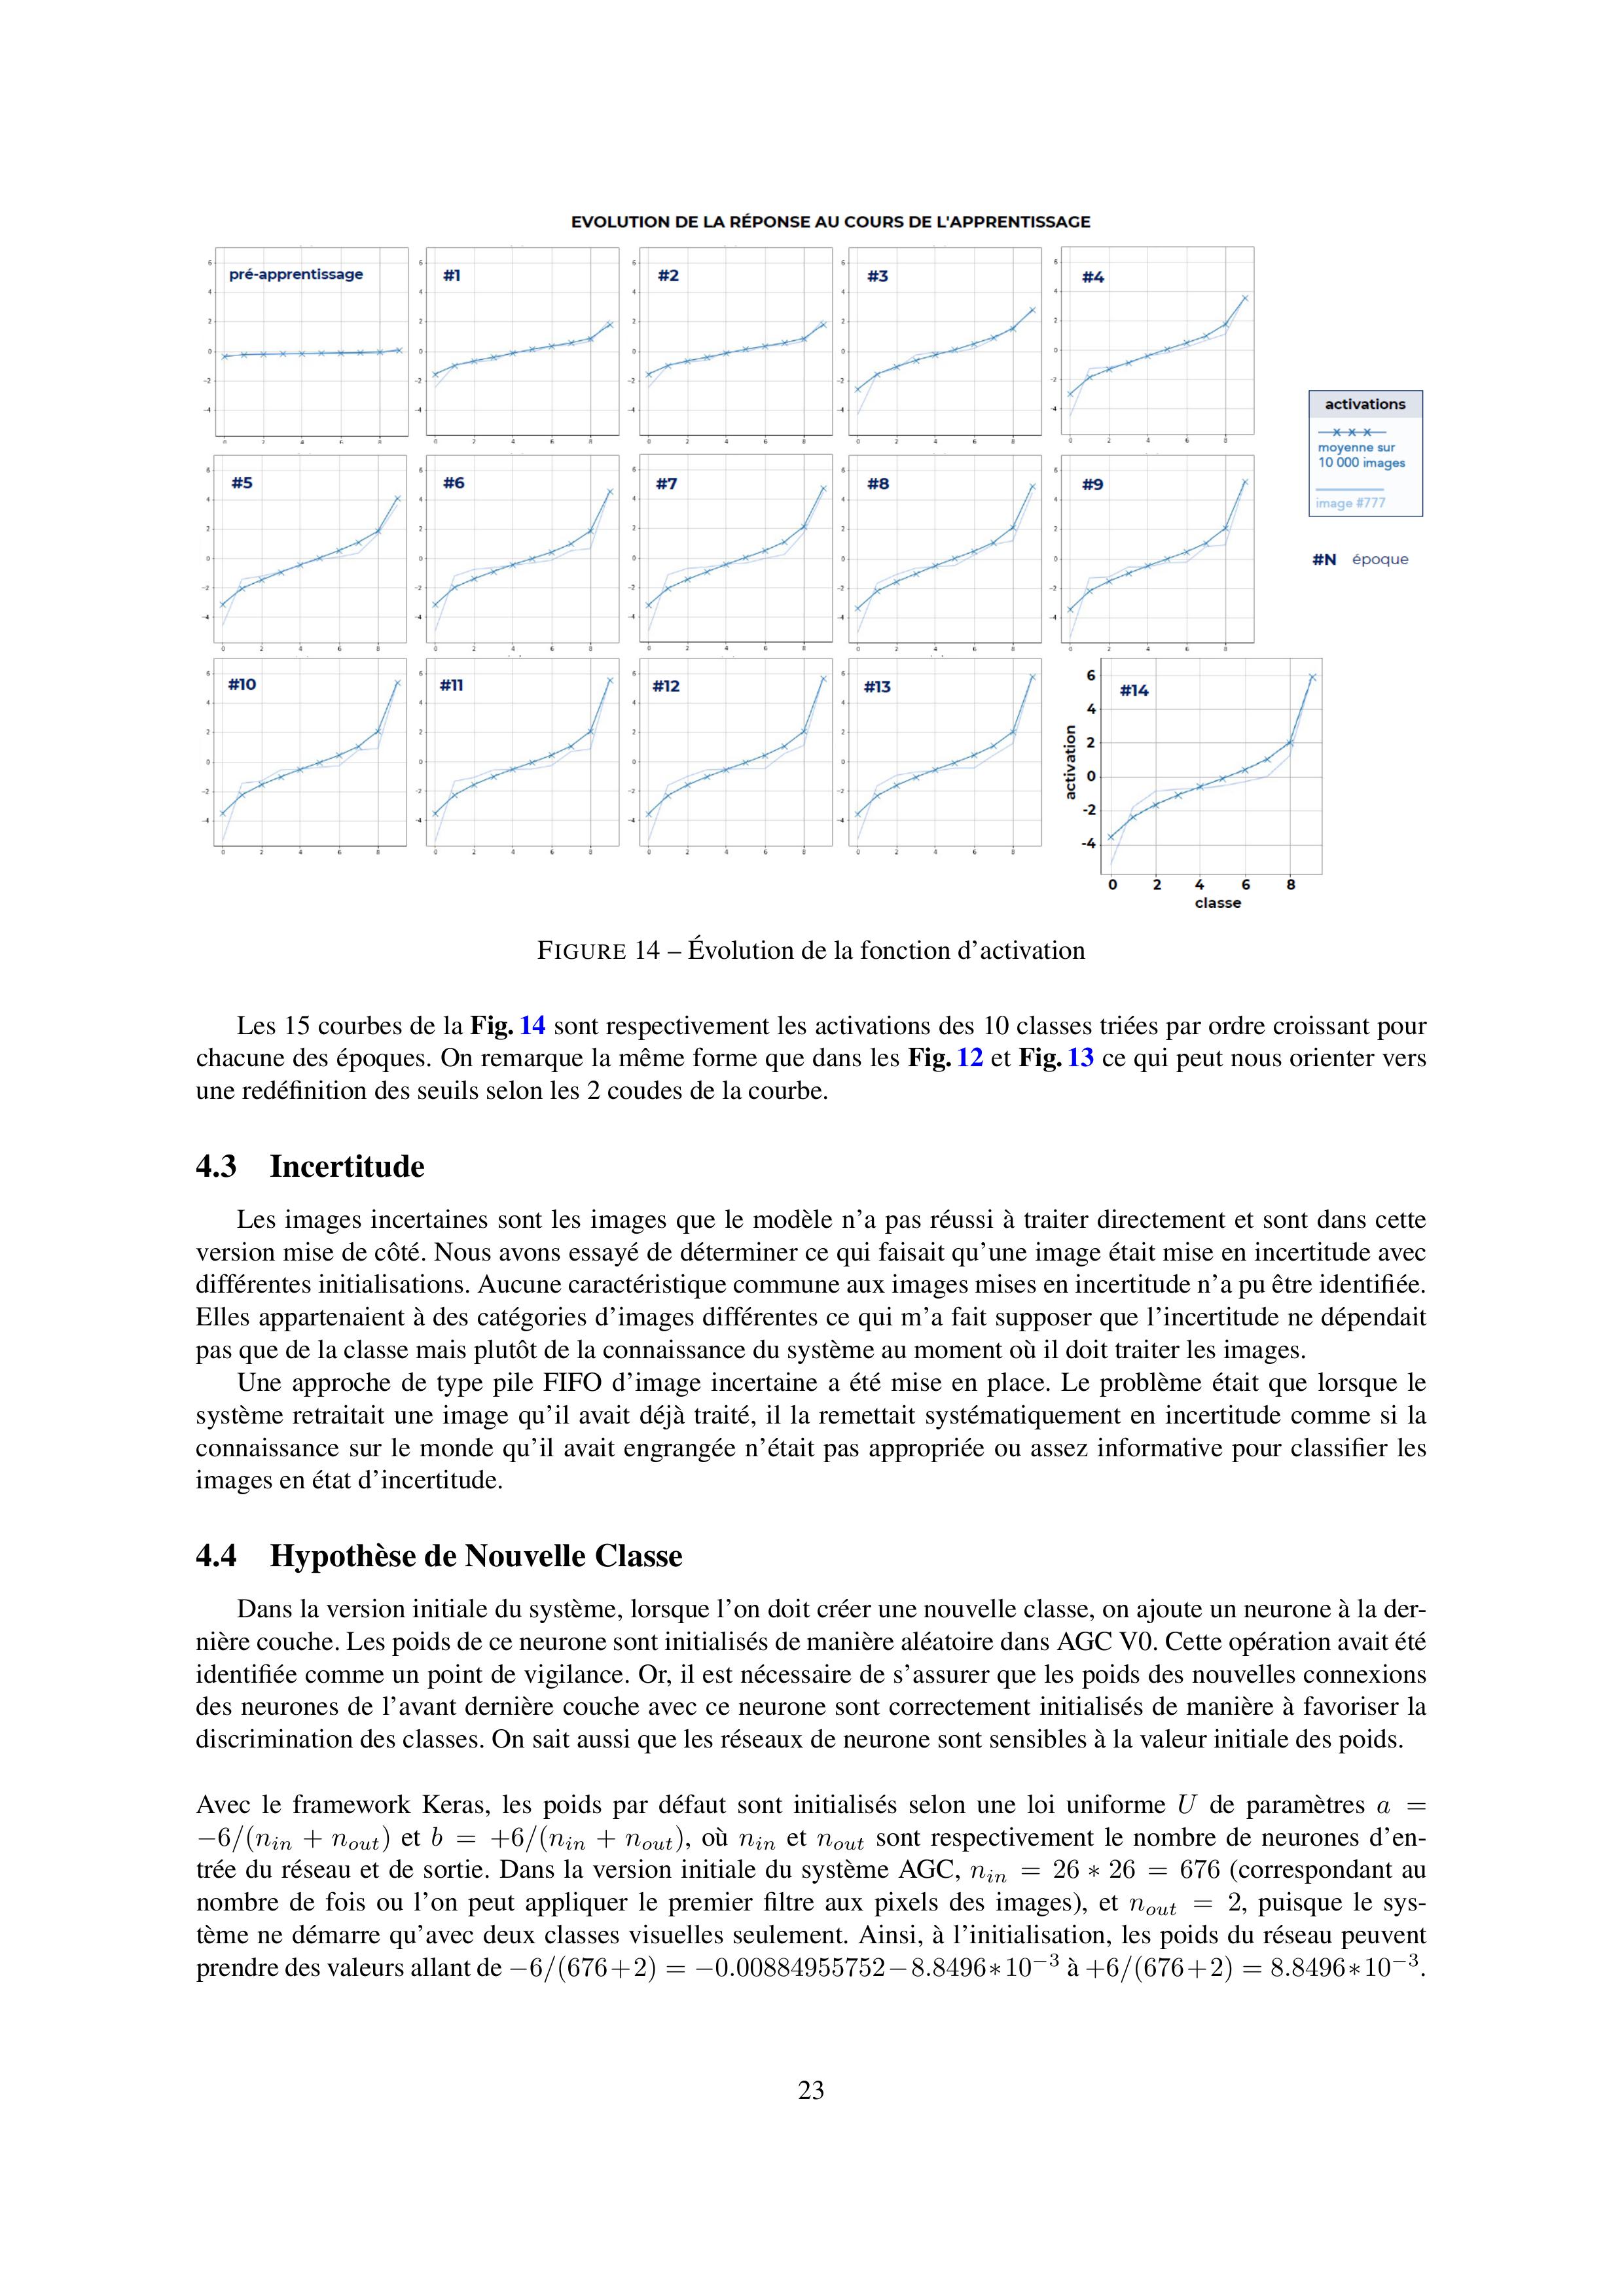 EVOLUTION DE LA RÉPONSE AU COURS DE L'APPRENTISSAGE
pré-apprentissage
#1
#2
#3
#4
activations
moyenne sur
10 000 images
image #777
#N époque
#5
#6
#7
#8
#9
#10
#11
#12
#13
#14
6
4
2
0
-2
-4
activation
0 2 4 6 8
classe
FIGURE 14 – Évolution de la fonction d'activation
Les 15 courbes de la Fig. 14 sont respectivement les activations des 10 classes triées par ordre croissant pour
chacune des époques. On remarque la même forme que dans les Fig. 12 et Fig. 13 ce qui peut nous orienter vers
une redéfinition des seuils selon les 2 coudes de la courbe.
4.3 Incertitude
Les images incertaines sont les images que le modèle n'a pas réussi à traiter directement et sont dans cette
version mise de côté. Nous avons essayé de déterminer ce qui faisait qu'une image était mise en incertitude avec
différentes initialisations. Aucune caractéristique commune aux images mises en incertitude n'a pu être identifiée.
Elles appartenaient à des catégories d'images différentes ce qui m'a fait supposer que l'incertitude ne dépendait
pas que de la classe mais plutôt de la connaissance du système au moment où il doit traiter les images.
Une approche de type pile FIFO d'image incertaine a été mise en place. Le problème était que lorsque le
système retraitait une image qu'il avait déjà traité, il la remettait systématiquement en incertitude comme si la
connaissance sur le monde qu'il avait engrangée n'était pas appropriée ou assez informative pour classifier les
images en état d'incertitude.
4.4 Hypothèse de Nouvelle Classe
Dans la version initiale du système, lorsque l'on doit créer une nouvelle classe, on ajoute un neurone à la der-
nière couche. Les poids de ce neurone sont initialisés de manière aléatoire dans AGC V0. Cette opération avait été
identifiée comme un point de vigilance. Or, il est nécessaire de s'assurer que les poids des nouvelles connexions
des neurones de l'avant dernière couche avec ce neurone sont correctement initialisés de manière à favoriser la
discrimination des classes. On sait aussi que les réseaux de neurone sont sensibles à la valeur initiale des poids.
Avec le framework Keras, les poids par défaut sont initialisés selon une loi uniforme U de paramètres a =
−6/(n_in + n_out) et b = +6/(n_in + n_out), où n_in et n_out sont respectivement le nombre de neurones d'en-
trée du réseau et de sortie. Dans la version initiale du système AGC, n_in = 26 ∗ 26 = 676 (correspondant au
nombre de fois ou l'on peut appliquer le premier filtre aux pixels des images), et n_out = 2, puisque le sys-
tème ne démarre qu'avec deux classes visuelles seulement. Ainsi, à l'initialisation, les poids du réseau peuvent
prendre des valeurs allant de −6/(676+2) = −0.00884955752−8.8496∗10⁻³ à +6/(676+2) = 8.8496∗10⁻³.
23